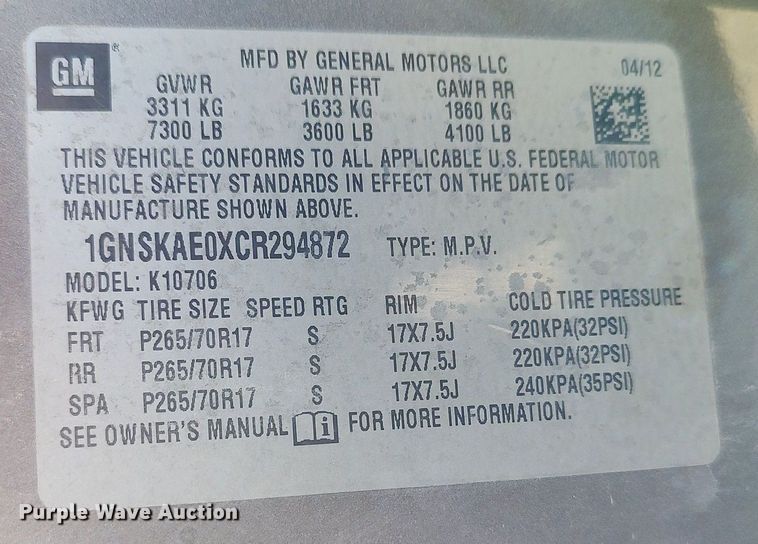 GM ®
MFD BY GENERAL MOTORS LLC 04/12
GVWR GAWR FRT GAWR RR
3311 KG 1633 KG 1860 KG
7300 LB 3600 LB 4100 LB
THIS VEHICLE CONFORMS TO ALL APPLICABLE U.S. FEDERAL MOTOR
VEHICLE SAFETY STANDARDS IN EFFECT ON THE DATE OF
MANUFACTURE SHOWN ABOVE.
1GNSKAE0XCR294872 TYPE: M.P.V.
MODEL: K10706
KFWG TIRE SIZE SPEED RTG RIM COLD TIRE PRESSURE
FRT P265/70R17 S 17X7.5J 220KPA(32PSI)
RR P265/70R17 S 17X7.5J 220KPA(32PSI)
SPA P265/70R17 S 17X7.5J 240KPA(35PSI)
SEE OWNER'S MANUAL i FOR MORE INFORMATION.
Purple Wave Auction